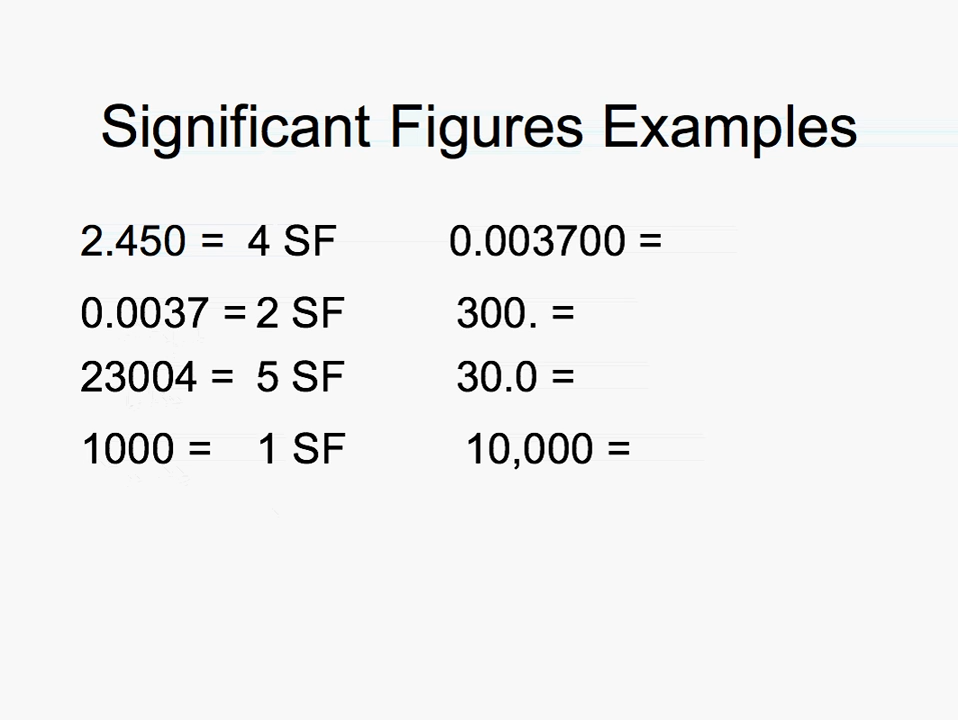 Significant Figures Examples
2.450 = 4 SF 0.003700 =
0.0037 = 2 SF 300. =
23004 = 5 SF 30.0 =
1000 = 1 SF 10,000 =